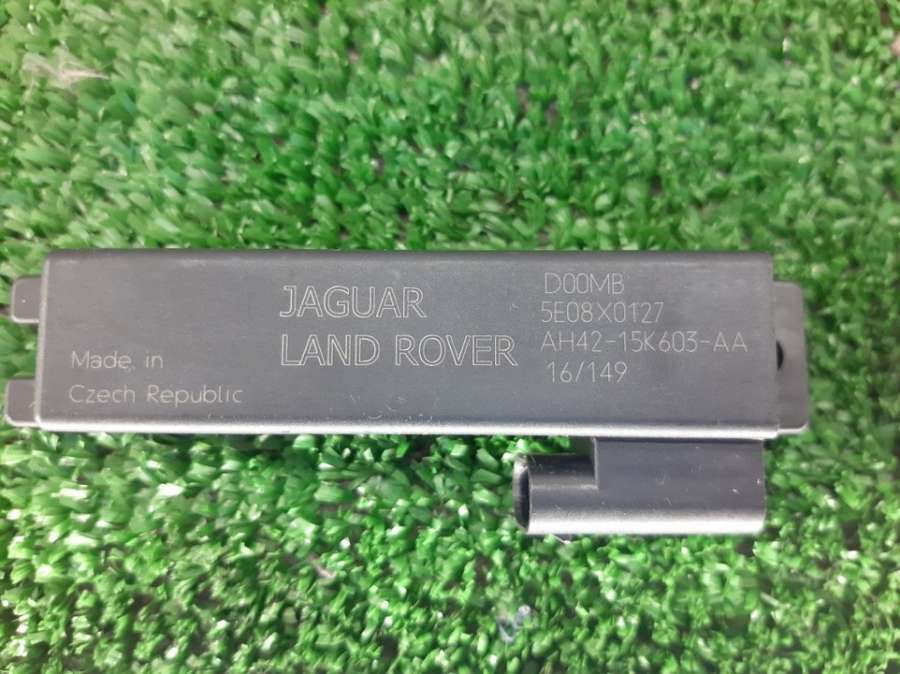 JAGUAR
LAND ROVER
Made in
Czech Republic
D00MB
5E08X0127
AH42-15K603-AA
16/149